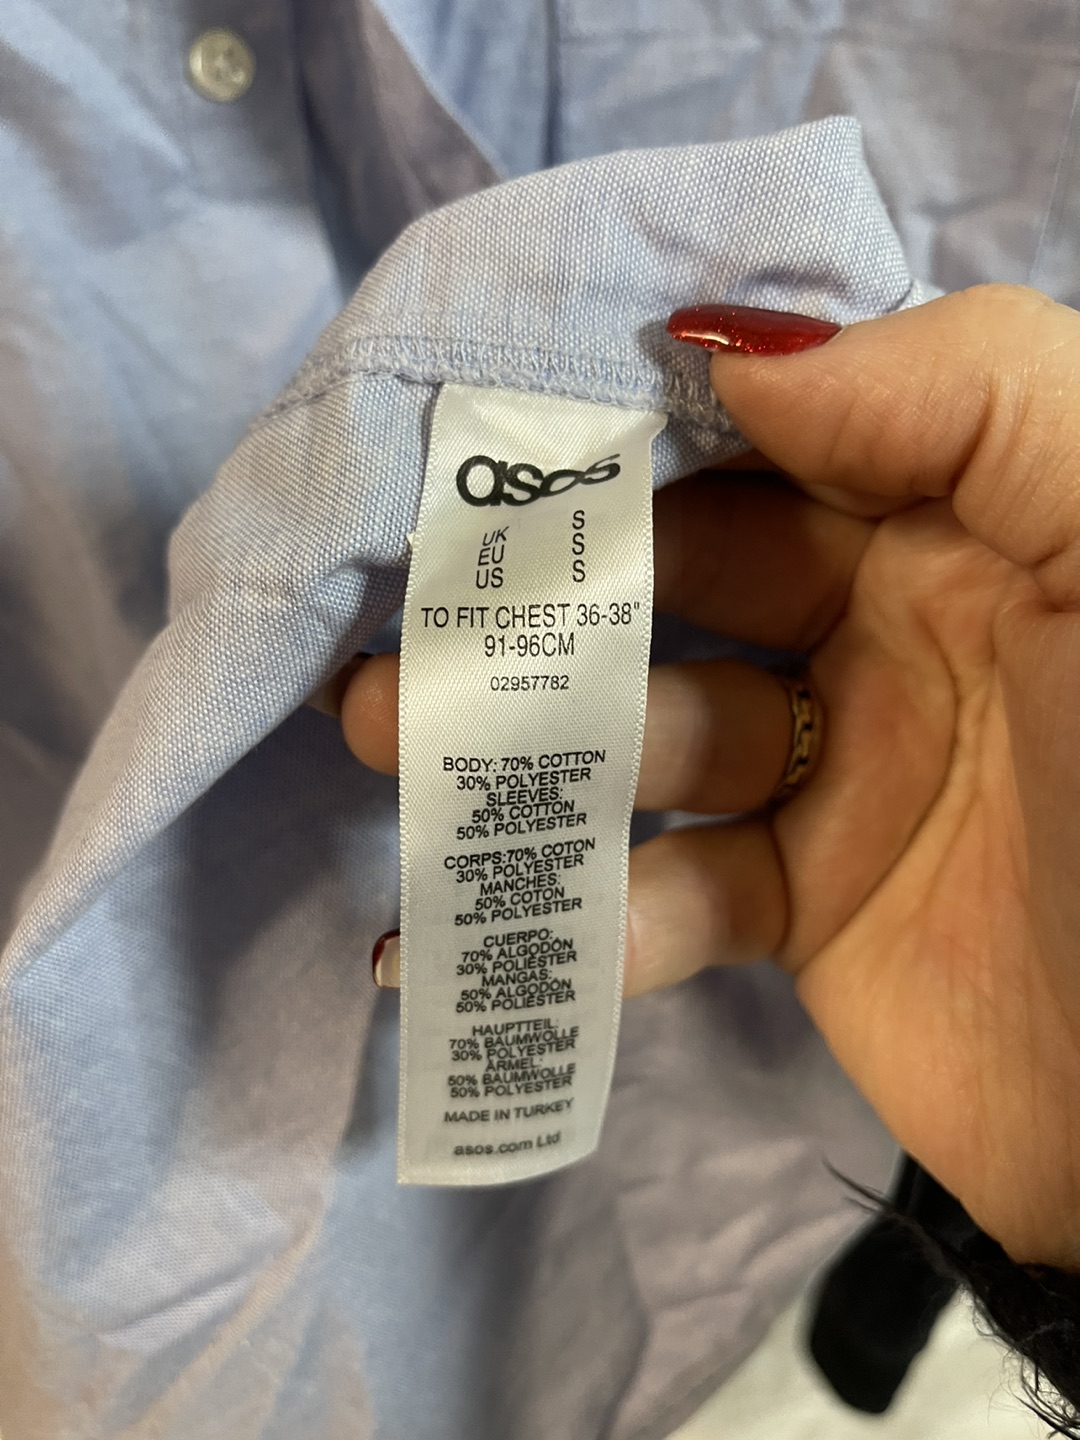 asos
UK S
EU S
US S
TO FIT CHEST 36-38"
91-96CM
02957782
BODY: 70% COTTON
30% POLYESTER
SLEEVES:
50% COTTON
50% POLYESTER
CORPS:70% COTON
30% POLYESTER
MANCHES:
50% COTON
50% POLYESTER
CUERPO:
70% ALGODÓN
30% POLIÉSTER
MANGAS:
50% ALGODÓN
50% POLIÉSTER
HAUPTTEIL:
70% BAUMWOLLE
30% POLYESTER
ÄRMEL:
50% BAUMWOLLE
50% POLYESTER
MADE IN TURKEY
asos.com Ltd